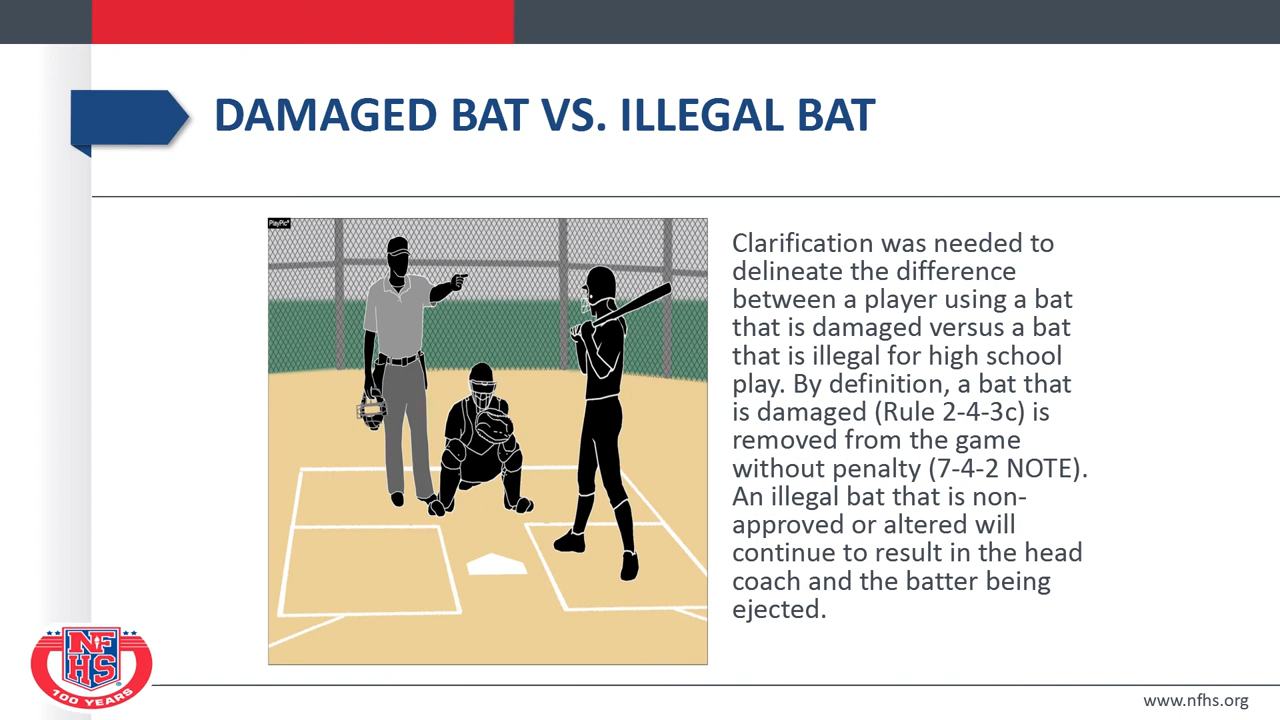 DAMAGED BAT VS. ILLEGAL BAT
PlayPic®
Clarification was needed to
delineate the difference
between a player using a bat
that is damaged versus a bat
that is illegal for high school
play. By definition, a bat that
is damaged (Rule 2-4-3c) is
removed from the game
without penalty (7-4-2 NOTE).
An illegal bat that is non-
approved or altered will
continue to result in the head
coach and the batter being
ejected.
NF
HS
100 YEARS
www.nfhs.org